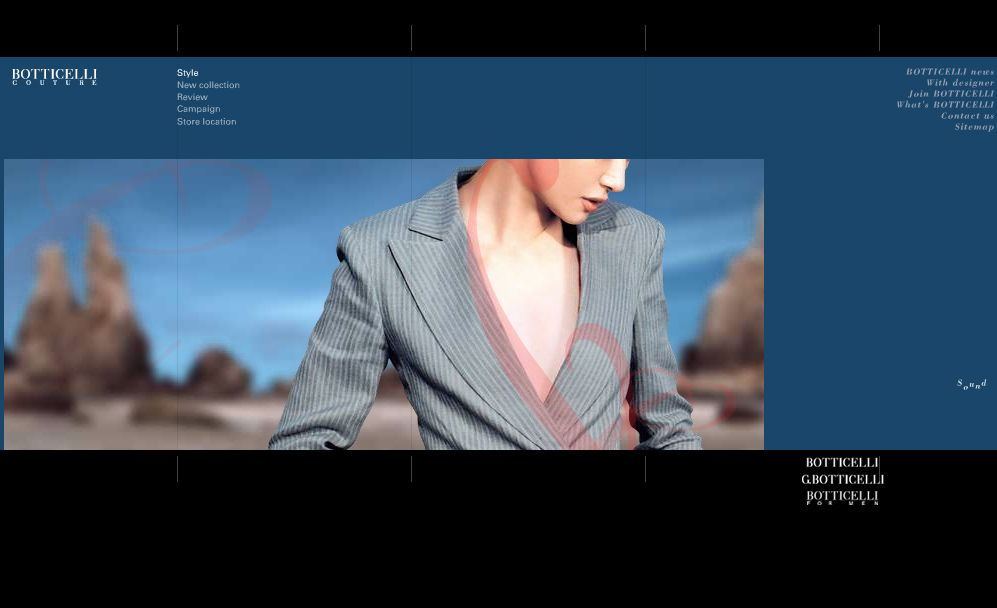 BOTTICELLI
COUTURE
Style
New collection
Review
Campaign
Store location
BOTTICELLI news
With designer
Join BOTTICELLI
What's BOTTICELLI
Contact us
Sitemap
Sound
BOTTICELLI
G.BOTTICELLI
BOTTICELLI
FOR MEN